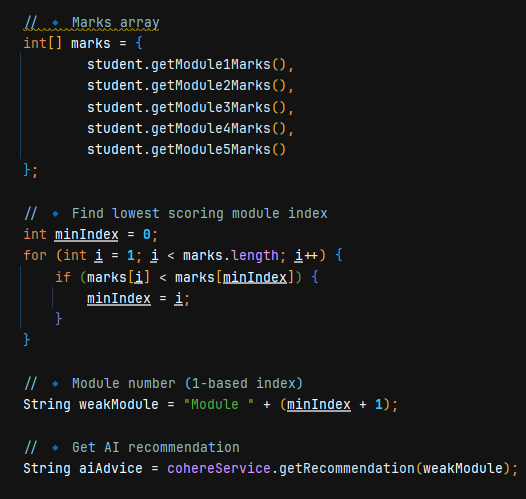 // 🔹 Marks array
int[] marks = {
        student.getModule1Marks(),
        student.getModule2Marks(),
        student.getModule3Marks(),
        student.getModule4Marks(),
        student.getModule5Marks()
};
// 🔹 Find lowest scoring module index
int minIndex = 0;
for (int i = 1; i < marks.length; i++) {
    if (marks[i] < marks[minIndex]) {
        minIndex = i;
    }
}
// 🔹 Module number (1-based index)
String weakModule = "Module " + (minIndex + 1);
// 🔹 Get AI recommendation
String aiAdvice = cohereService.getRecommendation(weakModule);